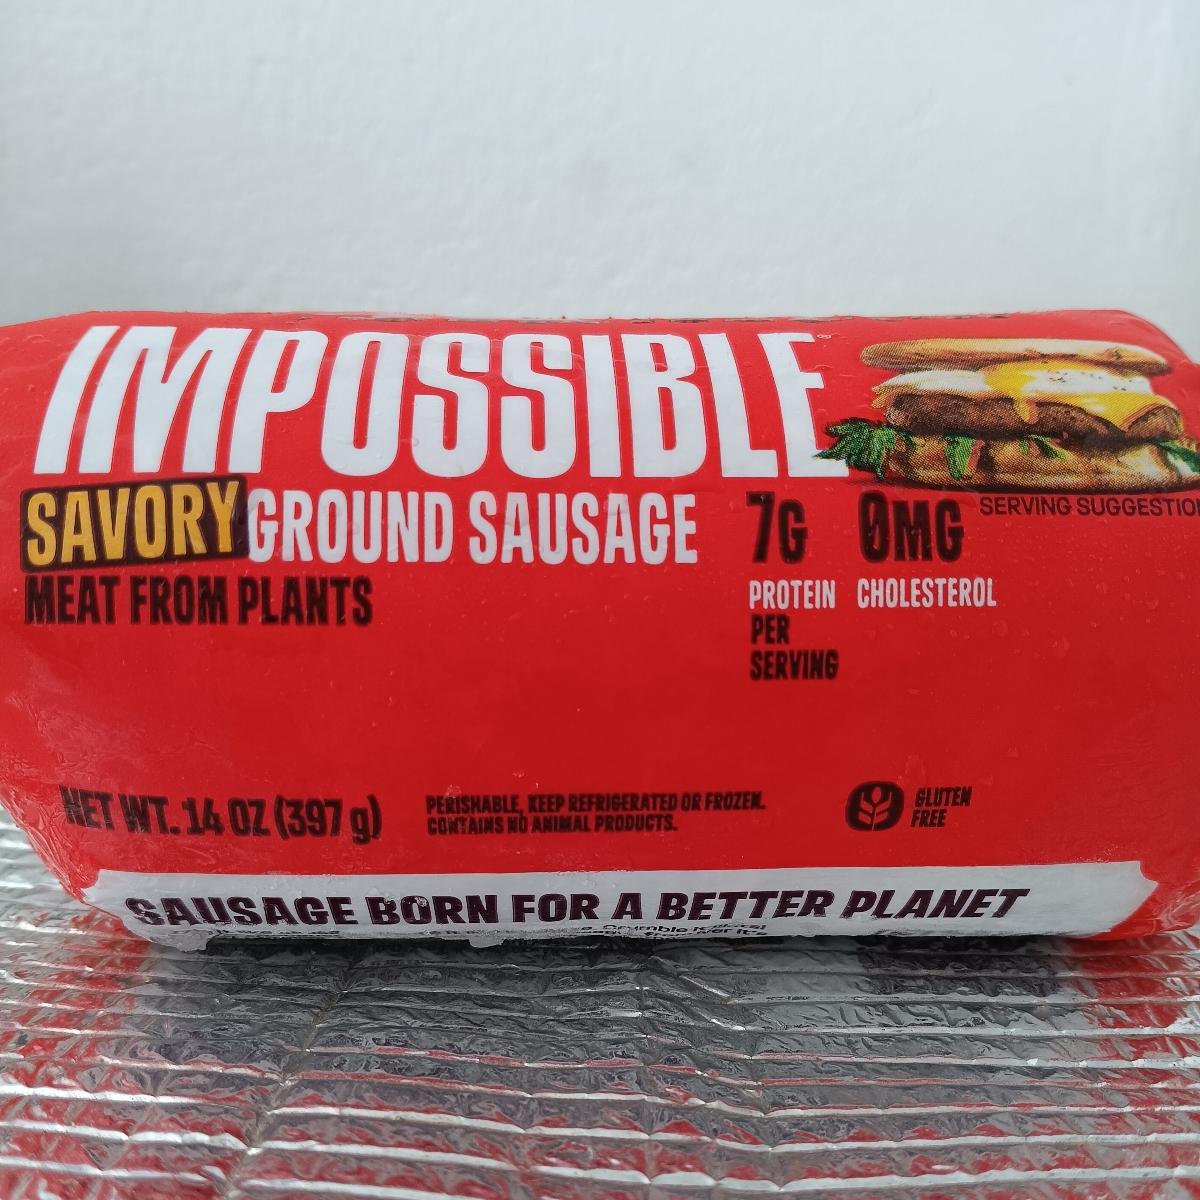 IMPOSSIBLE
SAVORY GROUND SAUSAGE
MEAT FROM PLANTS
7G PROTEIN PER SERVING
0MG CHOLESTEROL
SERVING SUGGESTIO
NET WT. 14 OZ (397 g)
PERISHABLE, KEEP REFRIGERATED OR FROZEN.
CONTAINS NO ANIMAL PRODUCTS.
GLUTEN
FREE
SAUSAGE BORN FOR A BETTER PLANET